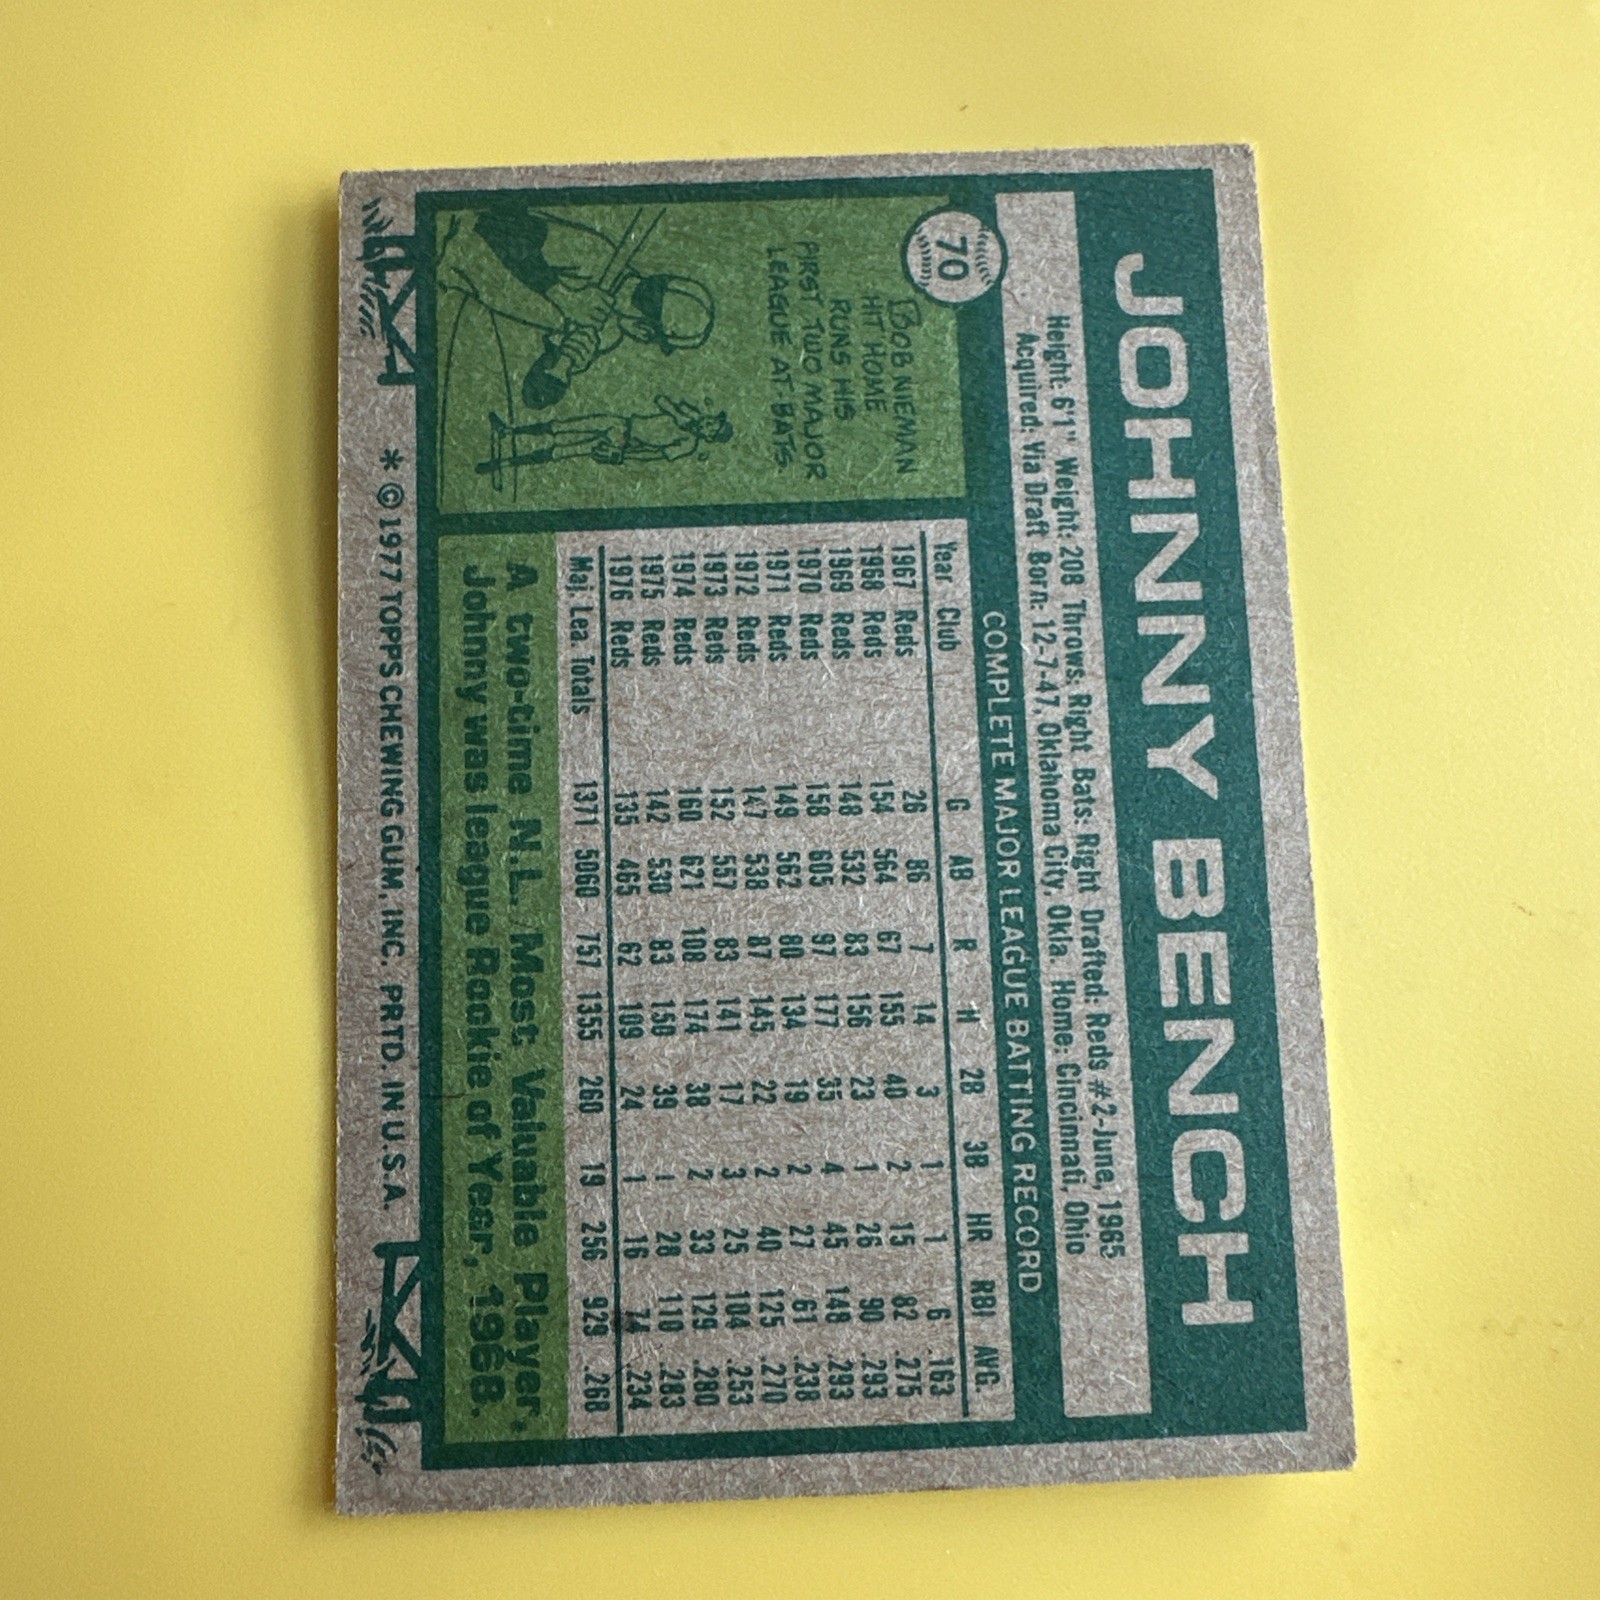 JOHNNY BENCH
Height: 6'1" Weight: 208 Throws: Right Bats: Right Drafted: Reds #2-June, 1965
Acquired: Via Draft Born: 12-7-47, Oklahoma City, Okla. Home: Cincinnati, Ohio
70
BOB NIEMAN
HIT HOME
RUNS HIS
FIRST TWO MAJOR
LEAGUE AT-BATS.
COMPLETE MAJOR LEAGUE BATTING RECORD
Year Club G AB R H 2B 3B HR RBI AVG.
1967 Reds 26 86 7 14 3 1 1 6 .163
1968 Reds 154 564 67 155 40 2 15 82 .275
1969 Reds 148 532 83 156 23 1 26 90 .293
1970 Reds 158 605 97 177 35 4 45 148 .293
1971 Reds 149 562 80 134 19 2 27 61 .238
1972 Reds 147 538 87 145 22 2 40 125 .270
1973 Reds 152 557 83 141 17 3 25 104 .253
1974 Reds 160 621 108 174 38 2 33 129 .280
1975 Reds 142 530 83 150 39 1 28 110 .283
1976 Reds 135 465 62 109 24 1 16 74 .234
Maj. Lea. Totals 1371 5060 757 1355 260 19 256 929 .268
A two-time N.L. Most Valuable Player,
Johnny was league Rookie of Year, 1968.
* © 1977 TOPPS CHEWING GUM, INC. PRTD. IN U.S.A.